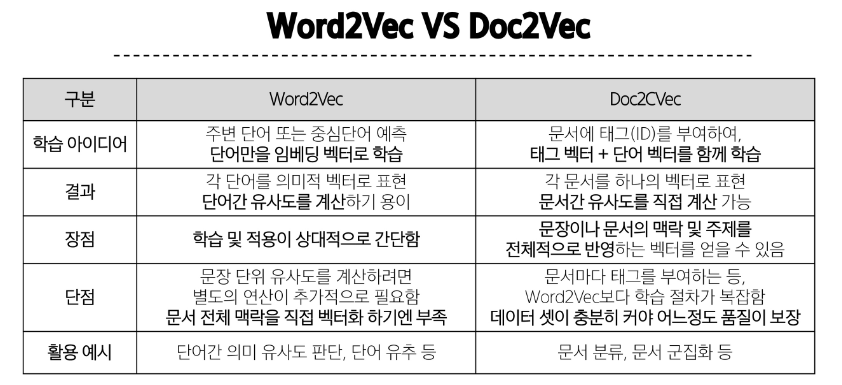 Word2Vec VS Doc2Vec
구분
Word2Vec
Doc2CVec
학습 아이디어
주변 단어 또는 중심단어 예측
단어만을 임베딩 벡터로 학습
문서에 태그(ID)를 부여하여,
태그 벡터 + 단어 벡터를 함께 학습
결과
각 단어를 의미적 벡터로 표현
단어간 유사도를 계산하기 용이
각 문서를 하나의 벡터로 표현
문서간 유사도를 직접 계산 가능
장점
학습 및 적용이 상대적으로 간단함
문장이나 문서의 맥락 및 주제를
전체적으로 반영하는 벡터를 얻을 수 있음
단점
문장 단위 유사도를 계산하려면
별도의 연산이 추가적으로 필요함
문서 전체 맥락을 직접 벡터화 하기엔 부족
문서마다 태그를 부여하는 등,
Word2Vec보다 학습 절차가 복잡함
데이터 셋이 충분히 커야 어느정도 품질이 보장
활용 예시
단어간 의미 유사도 판단, 단어 유추 등
문서 분류, 문서 군집화 등